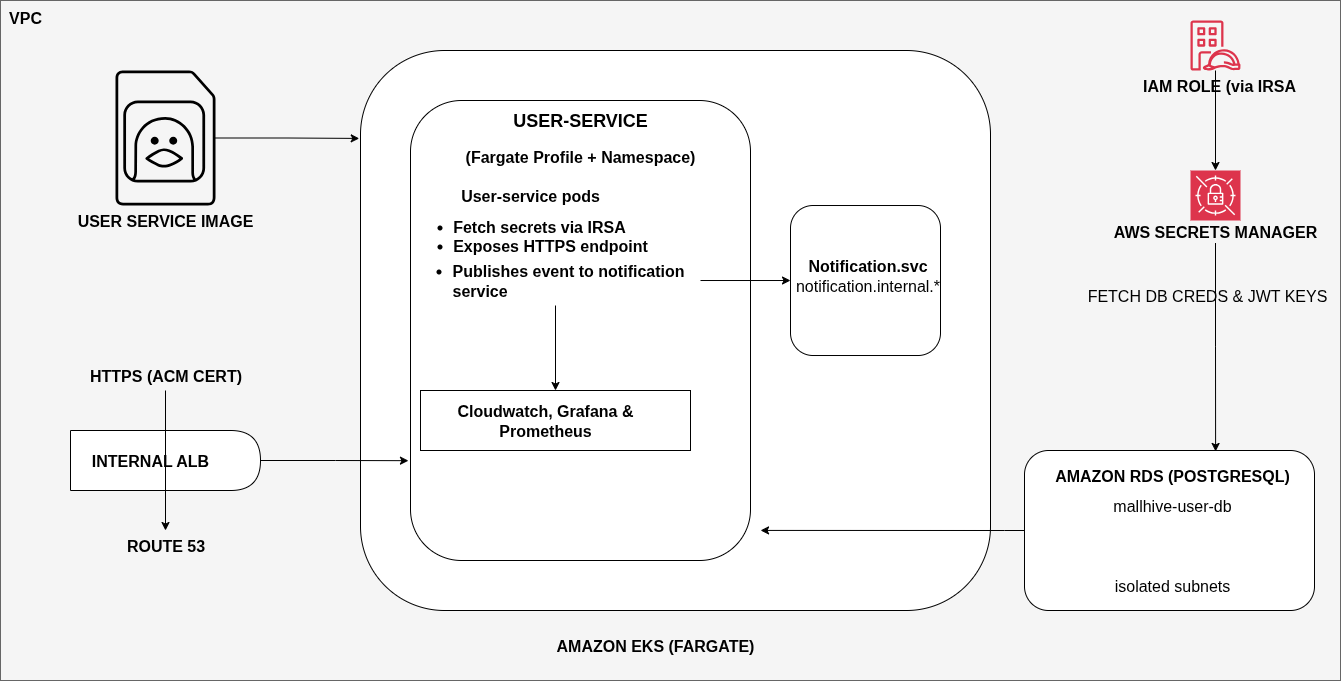 VPC
USER SERVICE IMAGE
HTTPS (ACM CERT)
INTERNAL ALB
ROUTE 53
USER-SERVICE
(Fargate Profile + Namespace)
User-service pods
• Fetch secrets via IRSA
• Exposes HTTPS endpoint
• Publishes event to notification
service
Cloudwatch, Grafana &
Prometheus
Notification.svc
notification.internal.*
AMAZON EKS (FARGATE)
IAM ROLE (via IRSA
AWS SECRETS MANAGER
FETCH DB CREDS & JWT KEYS
AMAZON RDS (POSTGRESQL)
mallhive-user-db
isolated subnets